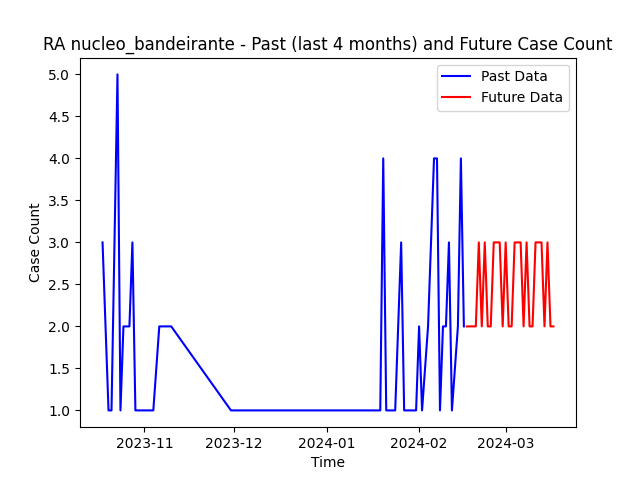 RA nucleo_bandeirante - Past (last 4 months) and Future Case Count
Past Data
Future Data
5.0
4.5
4.0
3.5
3.0
2.5
2.0
1.5
1.0
Case Count
2023-11
2023-12
2024-01
2024-02
2024-03
Time